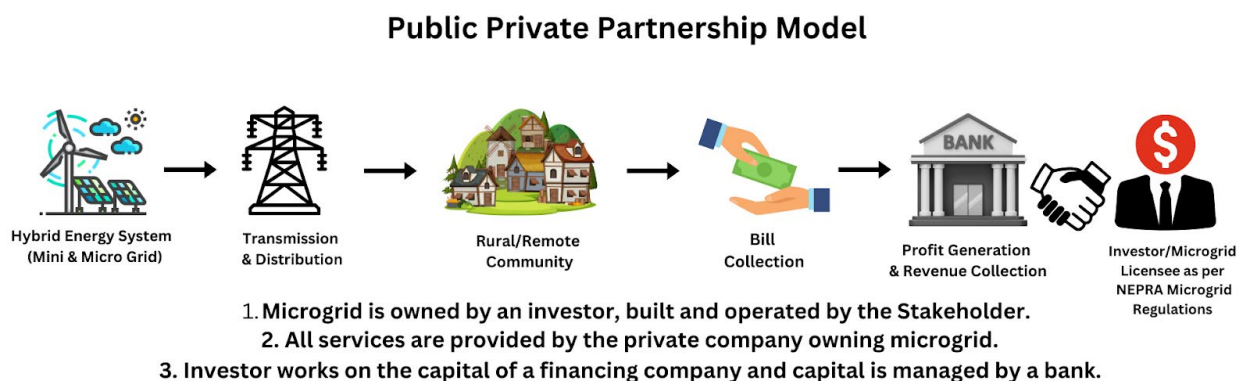 Public Private Partnership Model
BANK
$
Hybrid Energy System
(Mini & Micro Grid)
Transmission
& Distribution
Rural/Remote
Community
Bill
Collection
Profit Generation
& Revenue Collection
Investor/Microgrid
Licensee as per
NEPRA Microgrid
Regulations
1. Microgrid is owned by an investor, built and operated by the Stakeholder.
2. All services are provided by the private company owning microgrid.
3. Investor works on the capital of a financing company and capital is managed by a bank.